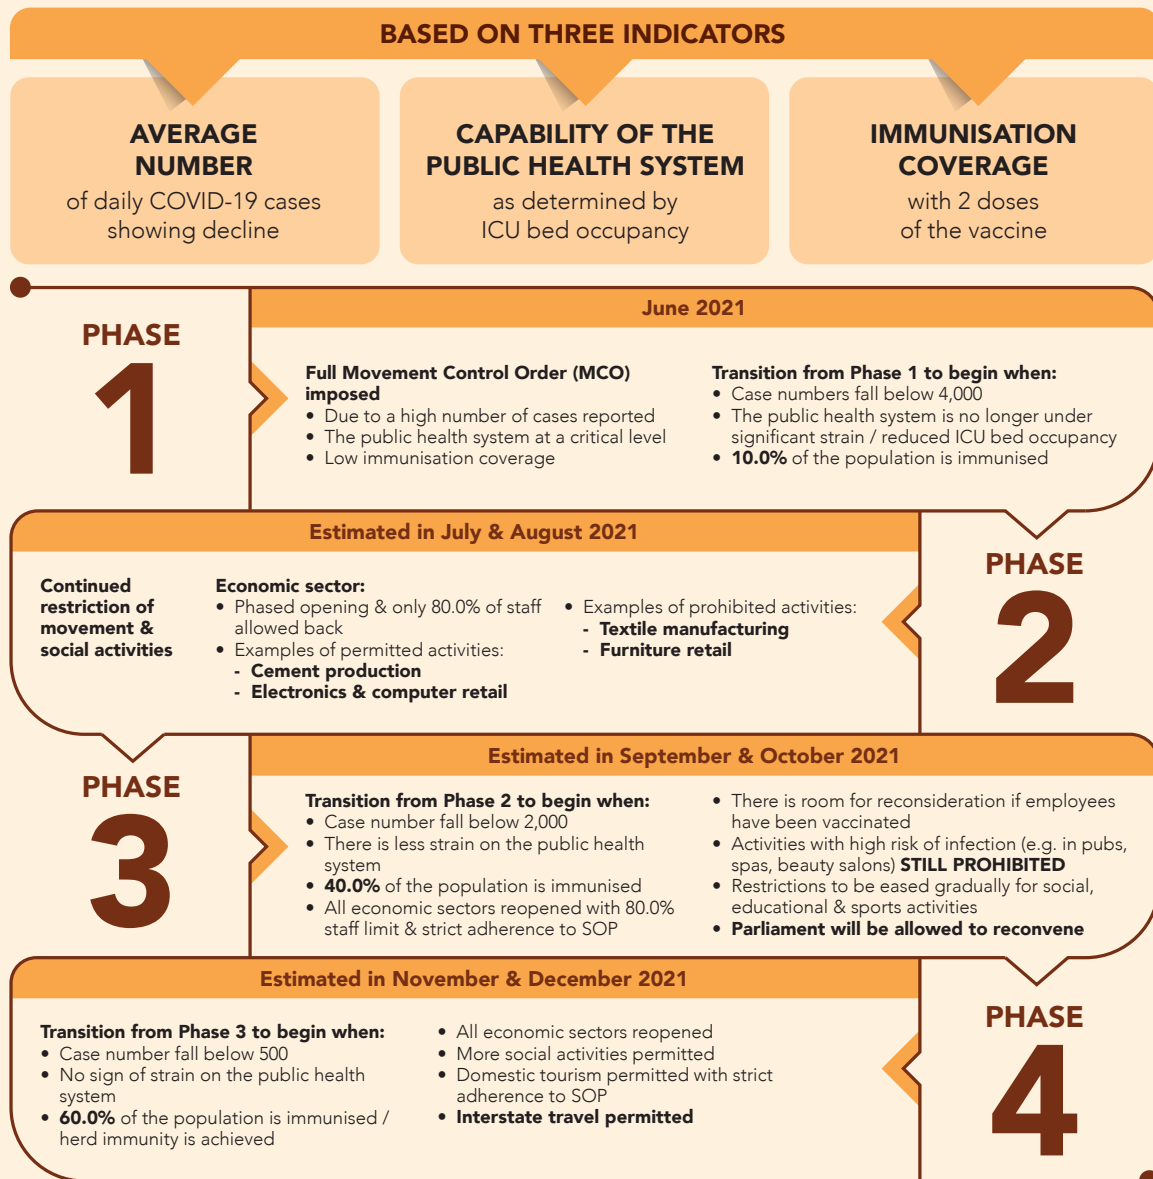 BASED ON THREE INDICATORS
AVERAGE
NUMBER
of daily COVID-19 cases
showing decline
CAPABILITY OF THE
PUBLIC HEALTH SYSTEM
as determined by
ICU bed occupancy
IMMUNISATION
COVERAGE
with 2 doses
of the vaccine
PHASE
1
June 2021
Full Movement Control Order (MCO)
imposed
• Due to a high number of cases reported
• The public health system at a critical level
• Low immunisation coverage
Transition from Phase 1 to begin when:
• Case numbers fall below 4,000
• The public health system is no longer under
significant strain / reduced ICU bed occupancy
• 10.0% of the population is immunised
PHASE
2
Estimated in July & August 2021
Continued
restriction of
movement &
social activities
Economic sector:
• Phased opening & only 80.0% of staff
allowed back
• Examples of permitted activities:
- Cement production
- Electronics & computer retail
• Examples of prohibited activities:
- Textile manufacturing
- Furniture retail
PHASE
3
Estimated in September & October 2021
Transition from Phase 2 to begin when:
• Case number fall below 2,000
• There is less strain on the public health
system
• 40.0% of the population is immunised
• All economic sectors reopened with 80.0%
staff limit & strict adherence to SOP
• There is room for reconsideration if employees
have been vaccinated
• Activities with high risk of infection (e.g. in pubs,
spas, beauty salons) STILL PROHIBITED
• Restrictions to be eased gradually for social,
educational & sports activities
• Parliament will be allowed to reconvene
PHASE
4
Estimated in November & December 2021
Transition from Phase 3 to begin when:
• Case number fall below 500
• No sign of strain on the public health
system
• 60.0% of the population is immunised /
herd immunity is achieved
• All economic sectors reopened
• More social activities permitted
• Domestic tourism permitted with strict
adherence to SOP
• Interstate travel permitted